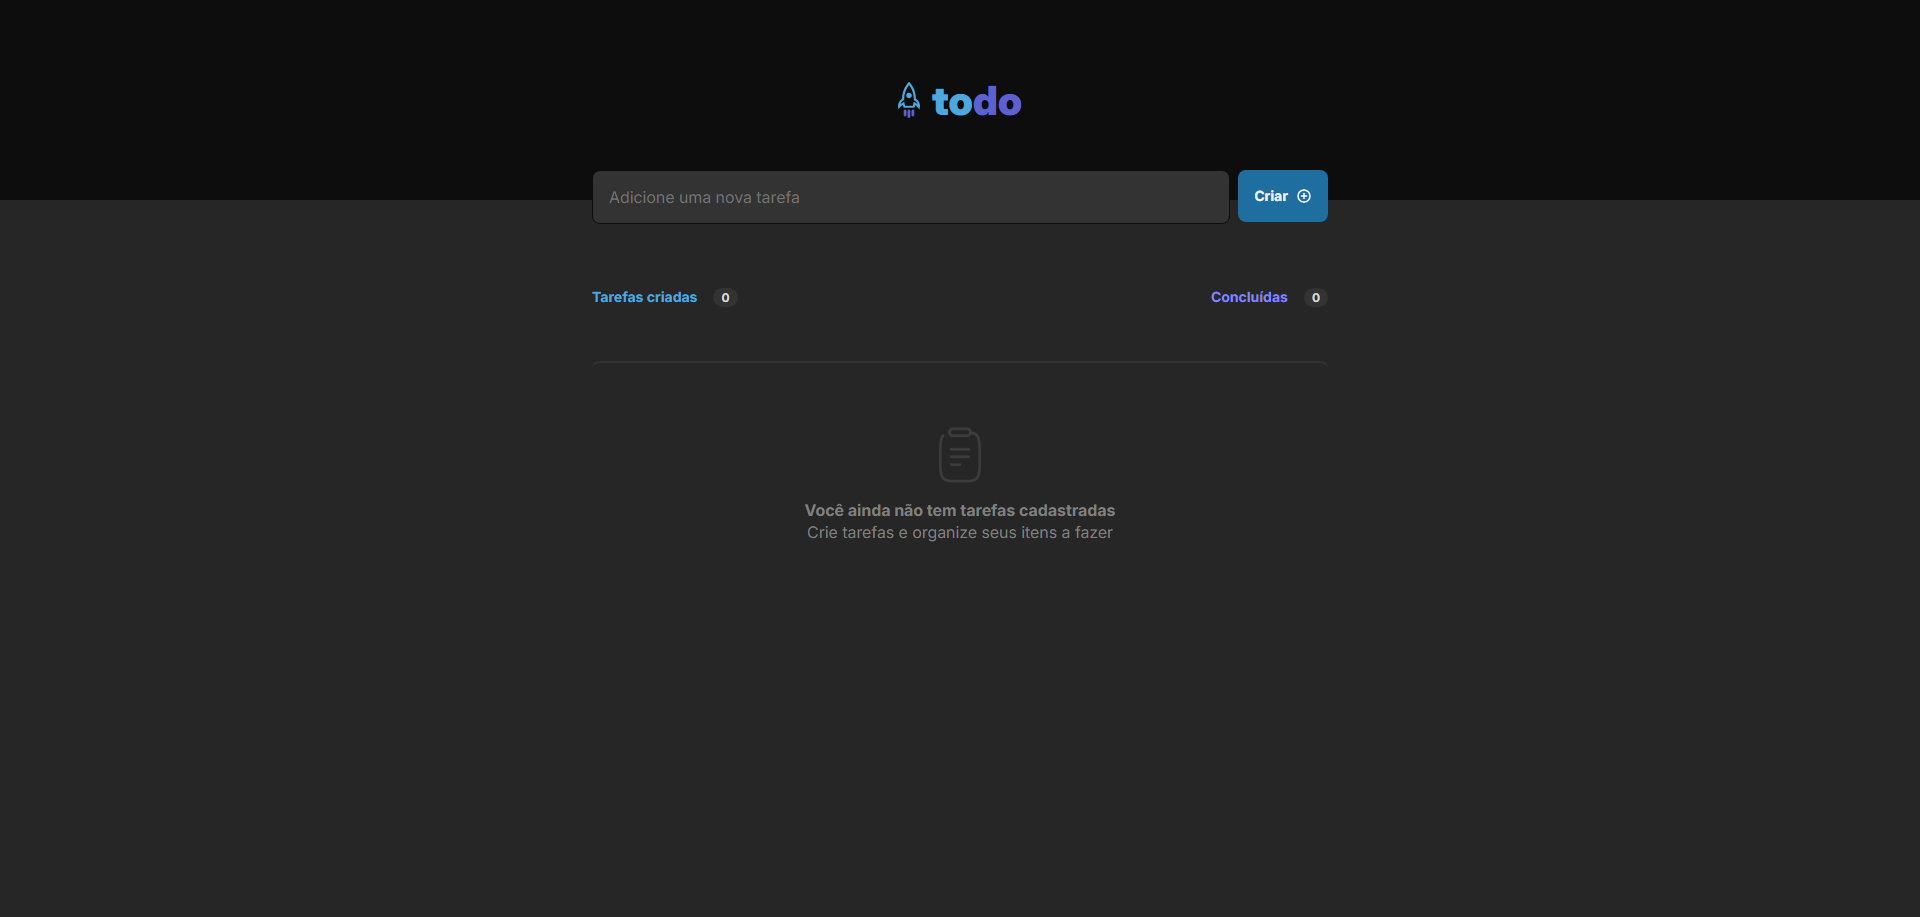 todo
Adicione uma nova tarefa
Criar
Tarefas criadas 0
Concluídas 0
Você ainda não tem tarefas cadastradas
Crie tarefas e organize seus itens a fazer